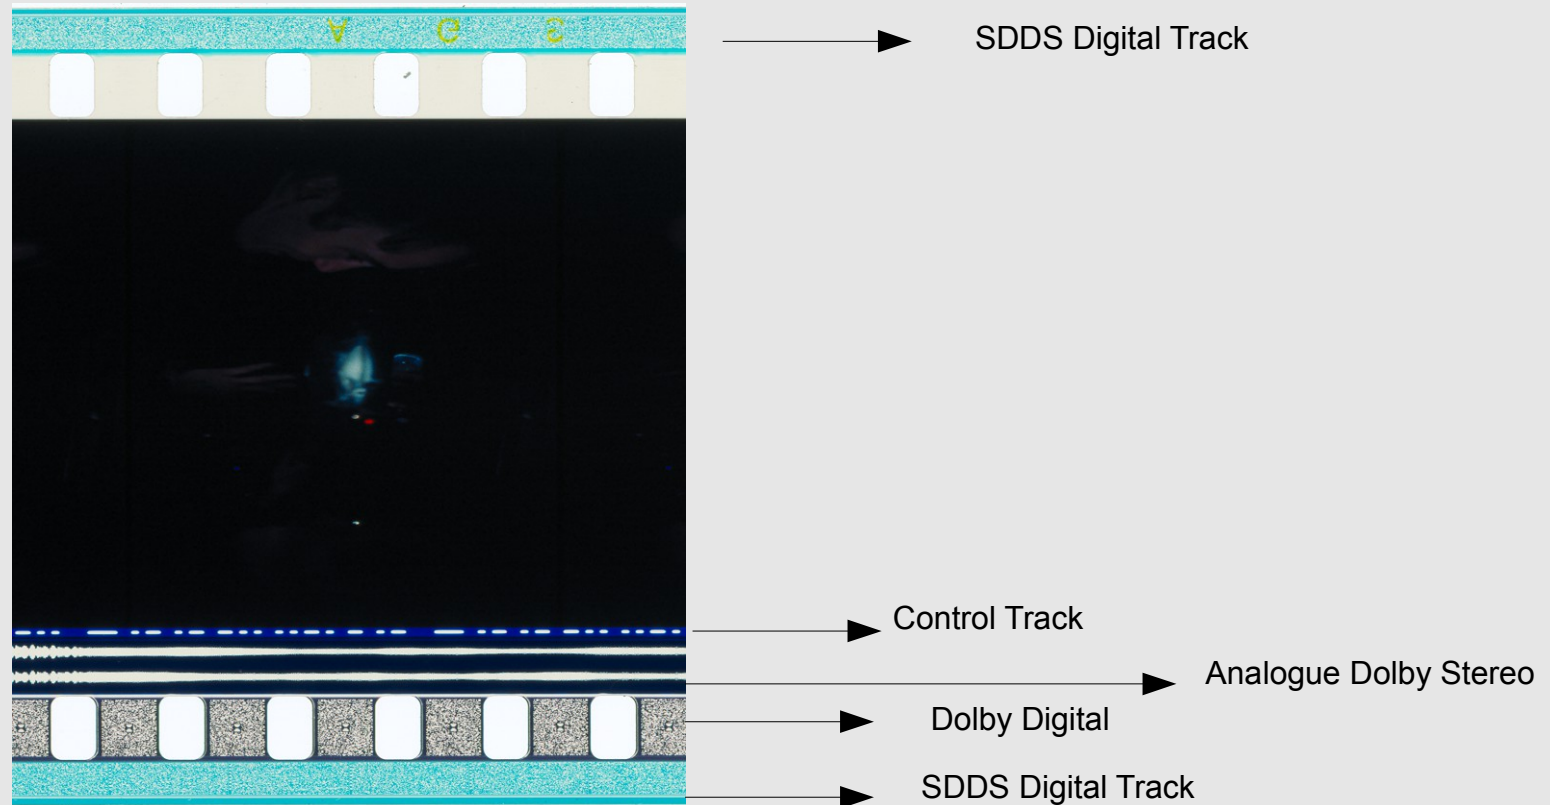 A G S
SDDS Digital Track
Control Track
Analogue Dolby Stereo
Dolby Digital
SDDS Digital Track